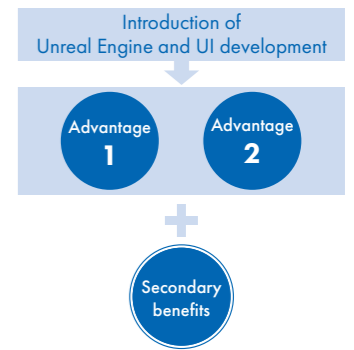 Introduction of
Unreal Engine and UI development
Advantage
1
Advantage
2
Secondary
benefits